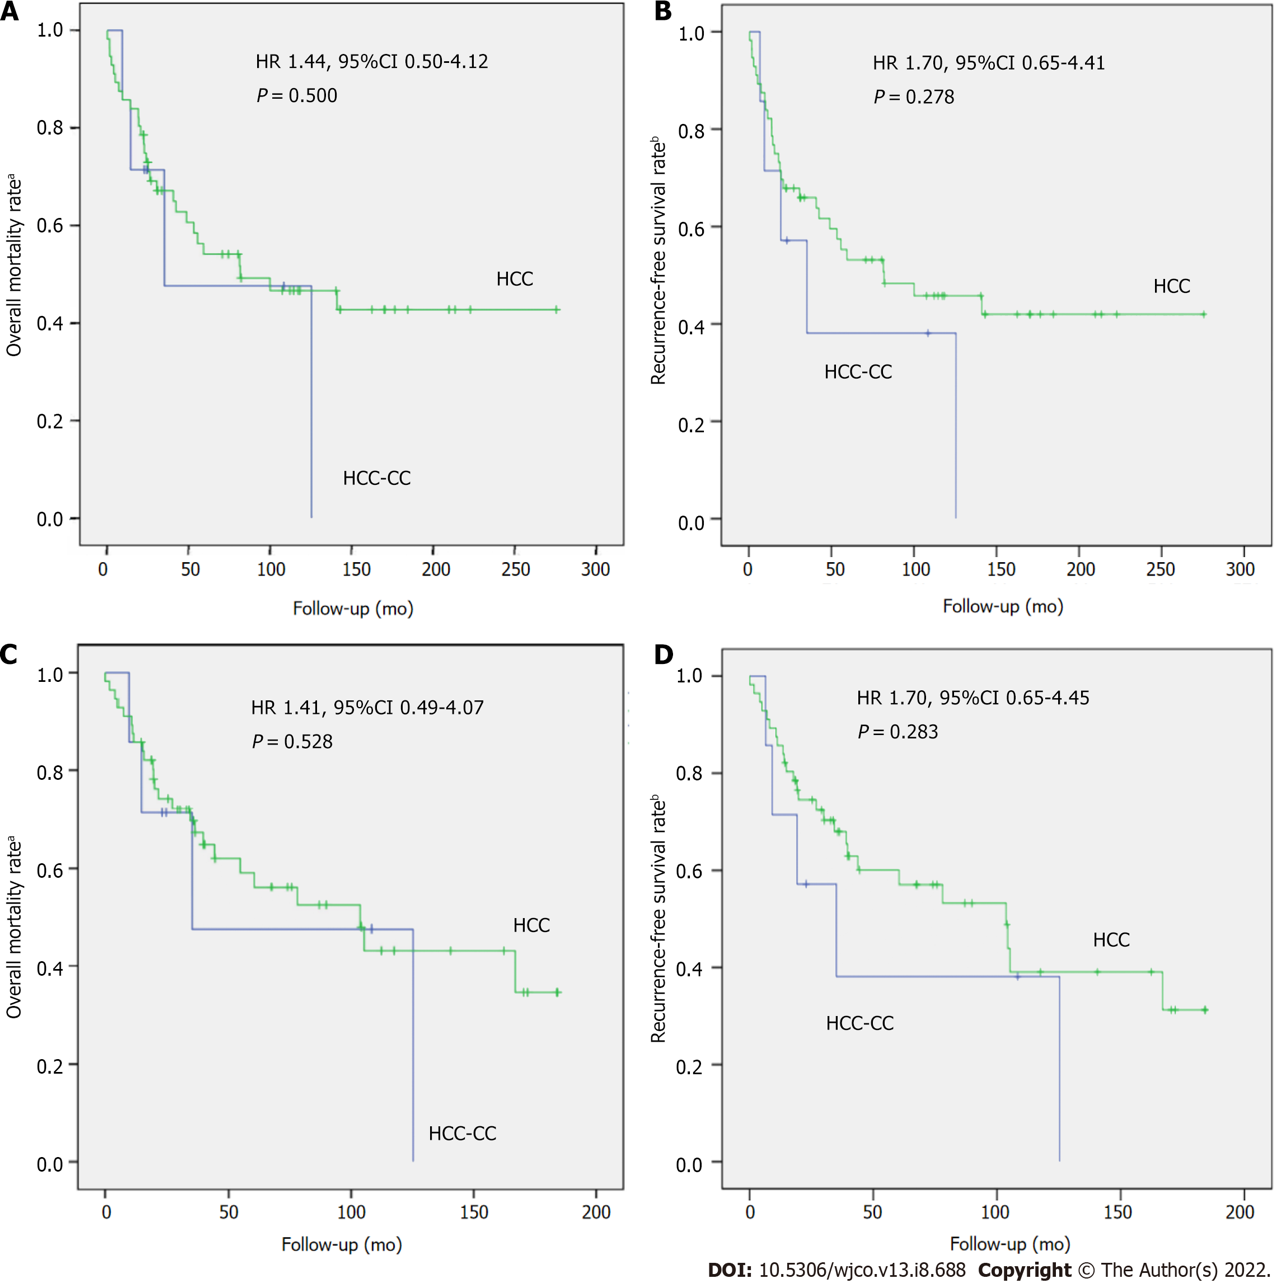 A
HR 1.44, 95%CI 0.50-4.12
P = 0.500
Overall mortality rateᵃ
1.0
0.8
0.6
0.4
0.2
0.0
HCC
HCC-CC
0 50 100 150 200 250 300
Follow-up (mo)
B
HR 1.70, 95%CI 0.65-4.41
P = 0.278
Recurrence-free survival rateᵇ
1.0
0.8
0.6
0.4
0.2
0.0
HCC
HCC-CC
0 50 100 150 200 250 300
Follow-up (mo)
C
HR 1.41, 95%CI 0.49-4.07
P = 0.528
Overall mortality rateᵃ
1.0
0.8
0.6
0.4
0.2
0.0
HCC
HCC-CC
0 50 100 150 200
Follow-up (mo)
D
HR 1.70, 95%CI 0.65-4.45
P = 0.283
Recurrence-free survival rateᵇ
1.0
0.8
0.6
0.4
0.2
0.0
HCC
HCC-CC
0 50 100 150 200
Follow-up (mo)
DOI: 10.5306/wjco.v13.i8.688 Copyright © The Author(s) 2022.